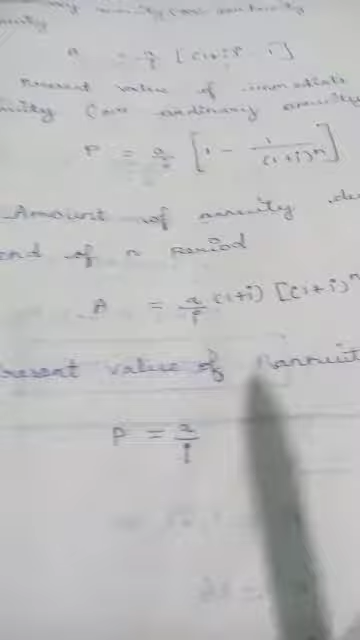 A = a/i [(1+i)ⁿ - 1]
Present value of immediate
(or ordinary annuity
P = a/i [1 - 1/(1+i)ⁿ]
Amount of annuity due
end of n period
A = a/i (1+i) [(1+i)ⁿ
Present value of annuit
P = a/i